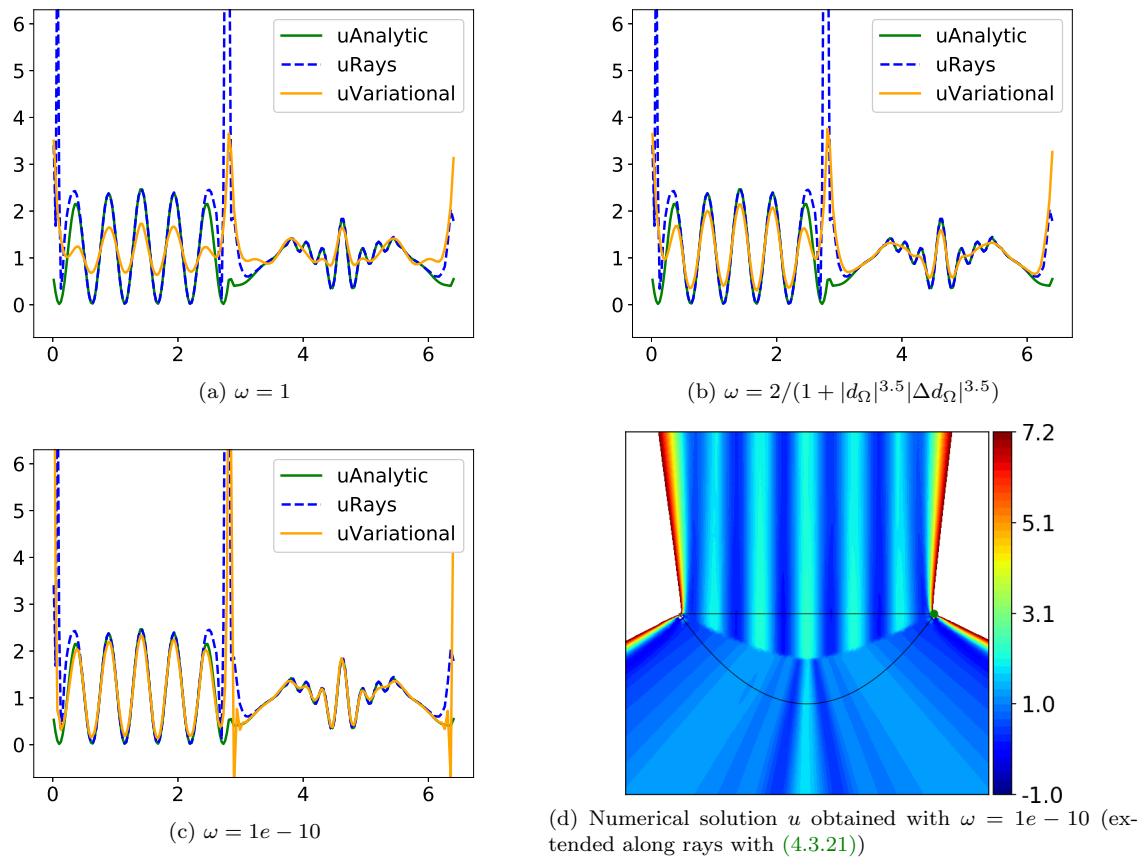 6
5
4
3
2
1
0
0 2 4 6
uAnalytic
uRays
uVariational
(a) ω = 1
6
5
4
3
2
1
0
0 2 4 6
uAnalytic
uRays
uVariational
(b) ω = 2/(1 + |d_Ω|^{3.5}|Δd_Ω|^{3.5})
6
5
4
3
2
1
0
0 2 4 6
uAnalytic
uRays
uVariational
(c) ω = 1e − 10
7.2
5.1
3.1
1.0
-1.0
(d) Numerical solution u obtained with ω = 1e − 10 (ex-
tended along rays with (4.3.21))